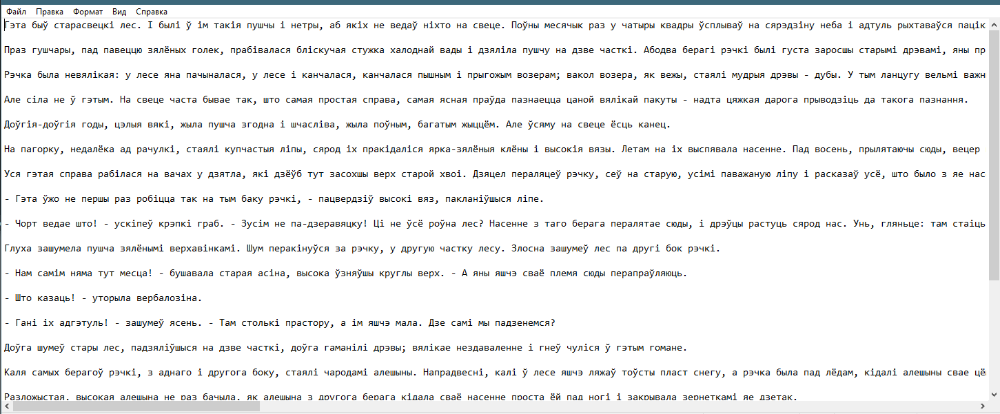 Файл Правка Формат Вид Справка
Гэта быў старасвецкі лес. І былі ў ім такія пушчы і нетры, аб якіх не ведаў ніхто на свеце. Поўны месячык раз у чатыры квадры ўсплываў на сярэдзіну неба і адтуль рыхтаваўся пацік
Праз гушчары, пад павеццю зялёных голек, прабівалася бліскучая стужка халоднай вады і дзяліла пушчу на дзве часткі. Абодва берагі рэчкі былі густа заросшы старымі дрэвамі, яны пр
Рэчка была невялікая: у лесе яна пачыналася, у лесе і канчалася, канчалася пышным і прыгожым возерам; вакол возера, як вежы, стаялі мудрыя дрэвы - дубы. У тым ланцугу вельмі важн
Але сіла не ў гэтым. На свеце часта бывае так, што самая простая справа, самая ясная праўда пазнаецца цаной вялікай пакуты - надта цяжкая дарога прыводзіць да такога пазнання.
Доўгія-доўгія годы, цэлыя вякі, жыла пушча згодна і шчасліва, жыла поўным, багатым жыццём. Але ўсяму на свеце ёсць канец.
На пагорку, недалёка ад рачулкі, стаялі купчастыя ліпы, сярод іх пракідаліся ярка-зялёныя клёны і высокія вязы. Летам на іх выспявала насенне. Пад восень, прылятаючы сюды, вецер
Уся гэтая справа рабілася на вачах у дзятла, які дзёўб тут засохшы верх старой хвоі. Дзяцел пераляцеў рэчку, сеў на старую, усімі паважаную ліпу і расказаў усё, што было з яе нас
- Гэта ўжо не першы раз робіцца так на тым баку рэчкі, - пацвердзіў высокі вяз, пакланіўшыся ліпе.
- Чорт ведае што! - ускіпеў крэпкі граб. - Зусім не па-дзеравяцку! Ці не ўсё роўна лес? Насенне з таго берага пералятае сюды, і дрэўцы растуць сярод нас. Унь, гляньце: там стаіць
Глуха зашумела пушча зялёнымі верхавінкамі. Шум перакінуўся за рэчку, у другую частку лесу. Злосна зашумеў лес па другі бок рэчкі.
- Нам самім няма тут месца! - бушавала старая асіна, высока ўзняўшы круглы верх. - А яны яшчэ сваё племя сюды перапраўляюць.
- Што казаць! - уторыла вербалозіна.
- Гані іх адгэтуль! - зашумеў ясень. - Там столькі прастору, а ім яшчэ мала. Дзе самі мы падзенемся?
Доўга шумеў стары лес, падзяліўшыся на дзве часткі, доўга гаманілі дрэвы; вялікае нездаваленне і гнеў чуліся ў гэтым гомане.
Каля самых берагоў рэчкі, з аднаго і другога боку, стаялі чародамі алешыны. Напрадвесні, калі ў лесе яшчэ ляжаў тоўсты пласт снегу, а рэчка была пад лёдам, кідалі алешыны свае цё
Разложыстая, высокая алешына не раз бачыла, як алешына з другога берага кідала сваё насенне проста ёй пад ногі і закрывала зернеткамі яе дзетак.